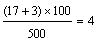 (17 + 3) × 100
500
= 4